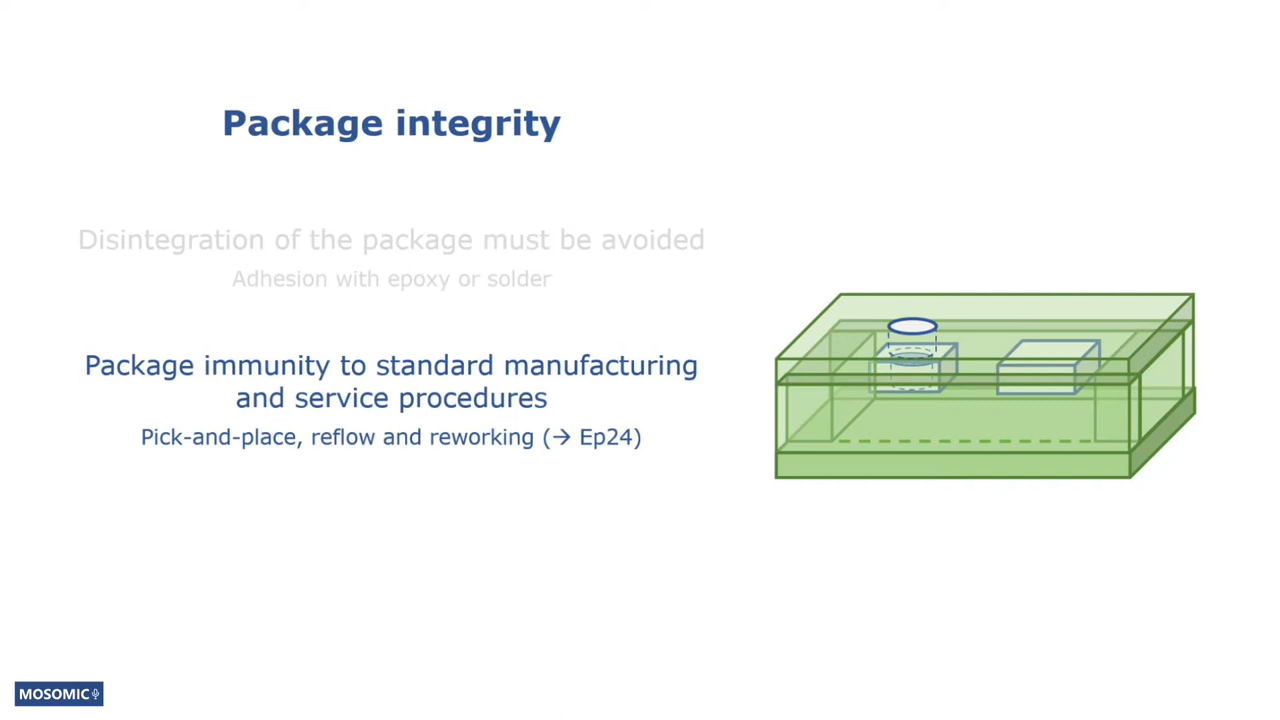 Package integrity
Disintegration of the package must be avoided
Adhesion with epoxy or solder
Package immunity to standard manufacturing
and service procedures
Pick-and-place, reflow and reworking (→ Ep24)
MOSOMIC